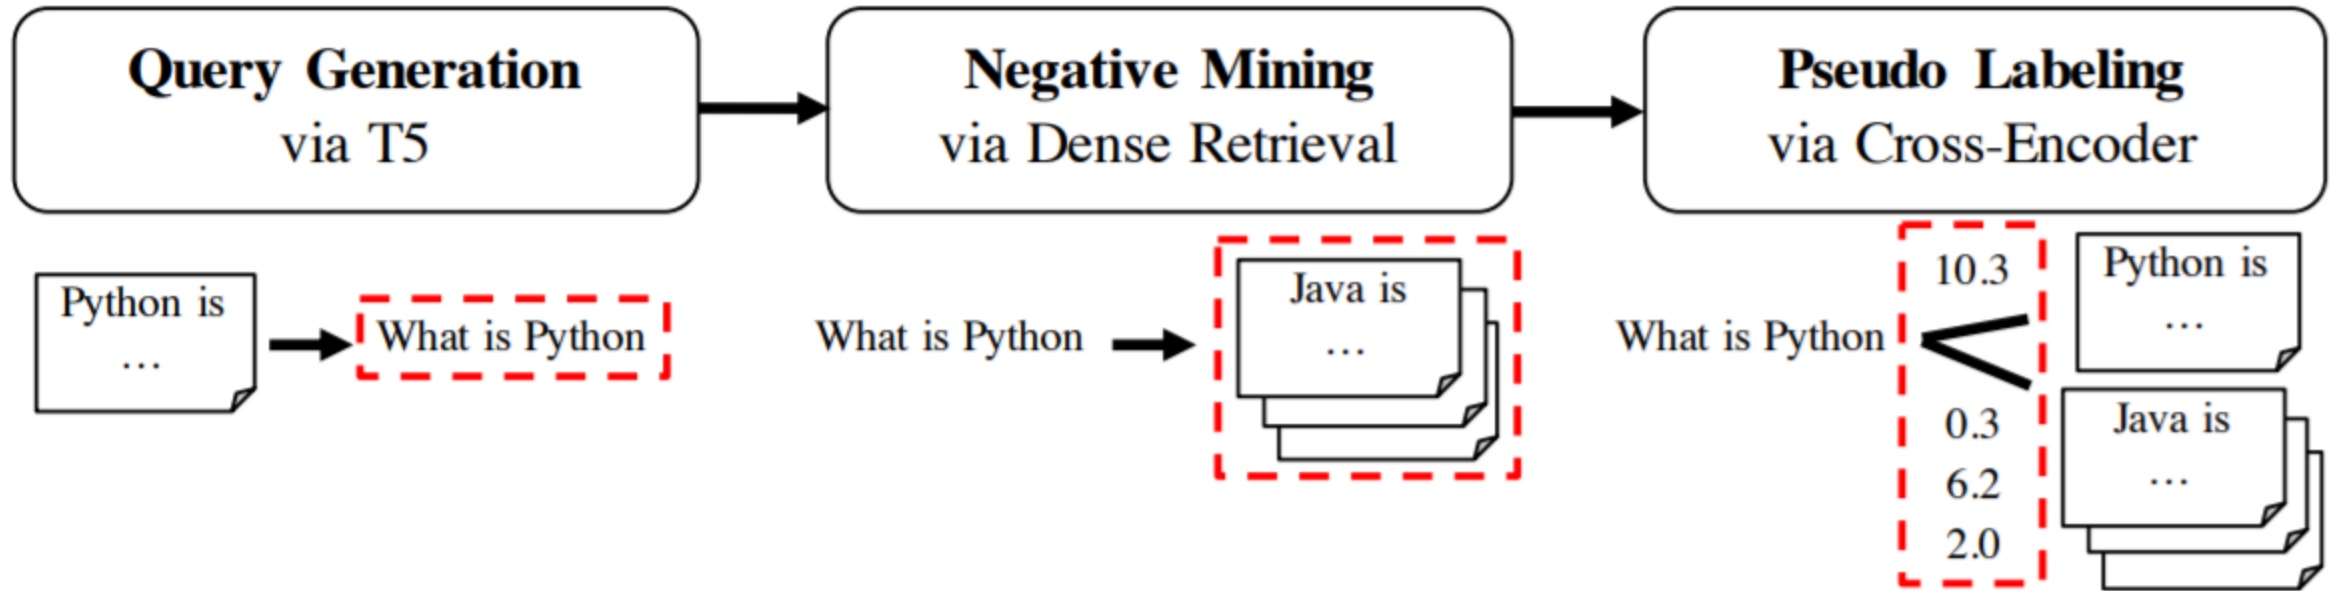 Query Generation
via T5
Negative Mining
via Dense Retrieval
Pseudo Labeling
via Cross-Encoder
Python is
...
What is Python
What is Python
Java is
...
What is Python
10.3
0.3
6.2
2.0
Python is
...
Java is
...